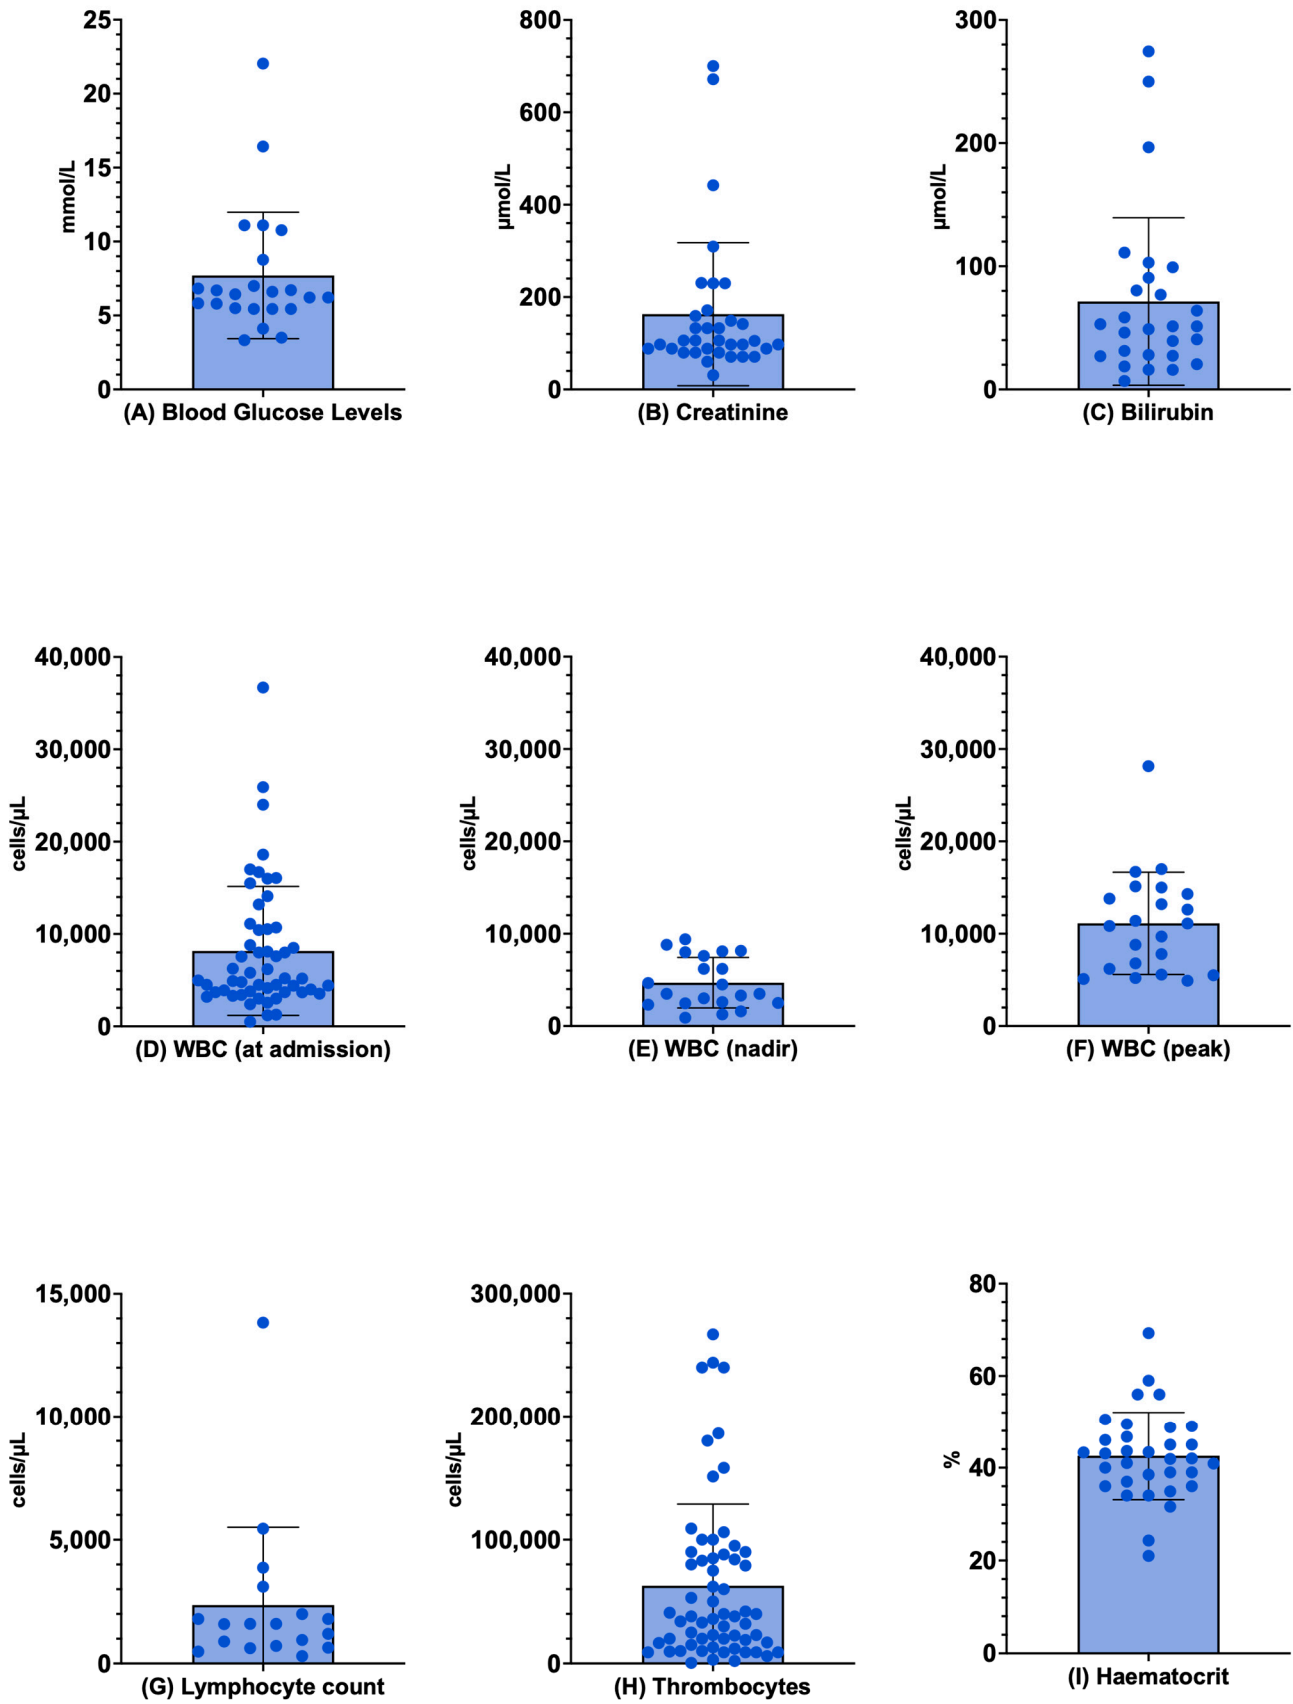 25
20
15
10
5
0
mmol/L
(A) Blood Glucose Levels
800
600
400
200
0
µmol/L
(B) Creatinine
300
200
100
0
µmol/L
(C) Bilirubin
40,000
30,000
20,000
10,000
0
cells/µL
(D) WBC (at admission)
40,000
30,000
20,000
10,000
0
cells/µL
(E) WBC (nadir)
40,000
30,000
20,000
10,000
0
cells/µL
(F) WBC (peak)
15,000
10,000
5,000
0
cells/µL
(G) Lymphocyte count
300,000
200,000
100,000
0
cells/µL
(H) Thrombocytes
80
60
40
20
0
%
(I) Haematocrit